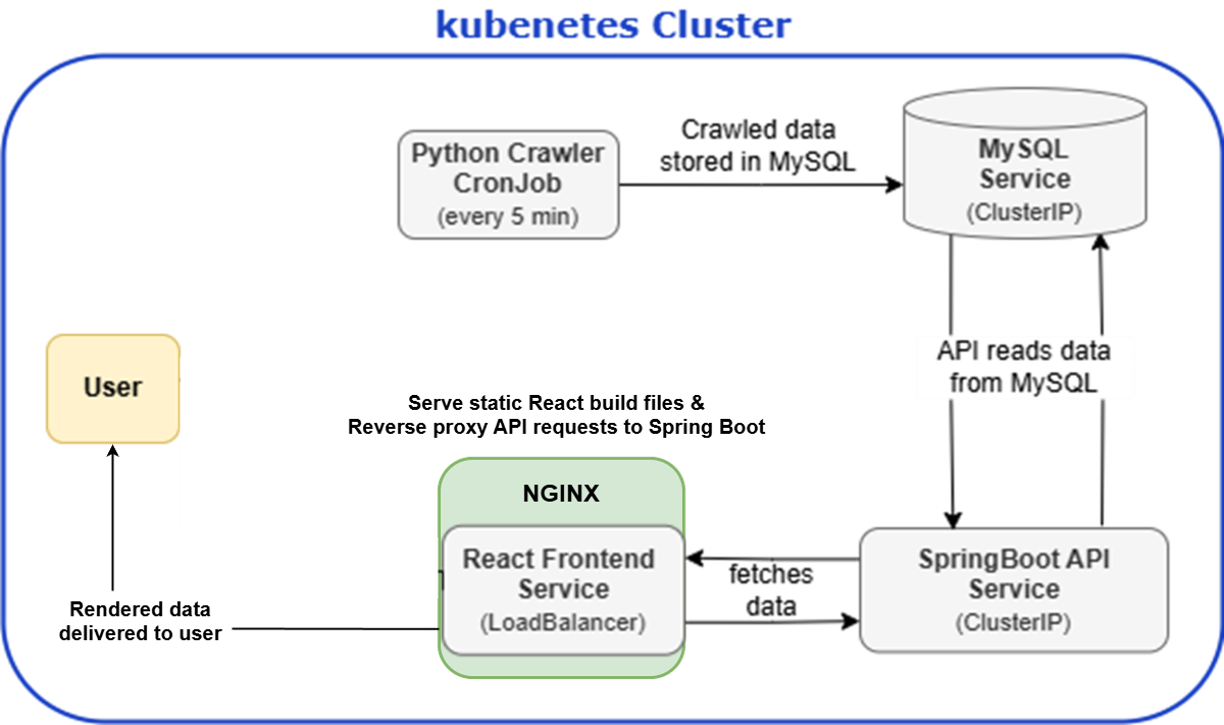 kubenetes Cluster
Python Crawler
CronJob
(every 5 min)
Crawled data
stored in MySQL
MySQL
Service
(ClusterIP)
API reads data
from MySQL
User
Serve static React build files &
Reverse proxy API requests to Spring Boot
NGINX
React Frontend
Service
(LoadBalancer)
fetches
data
SpringBoot API
Service
(ClusterIP)
Rendered data
delivered to user